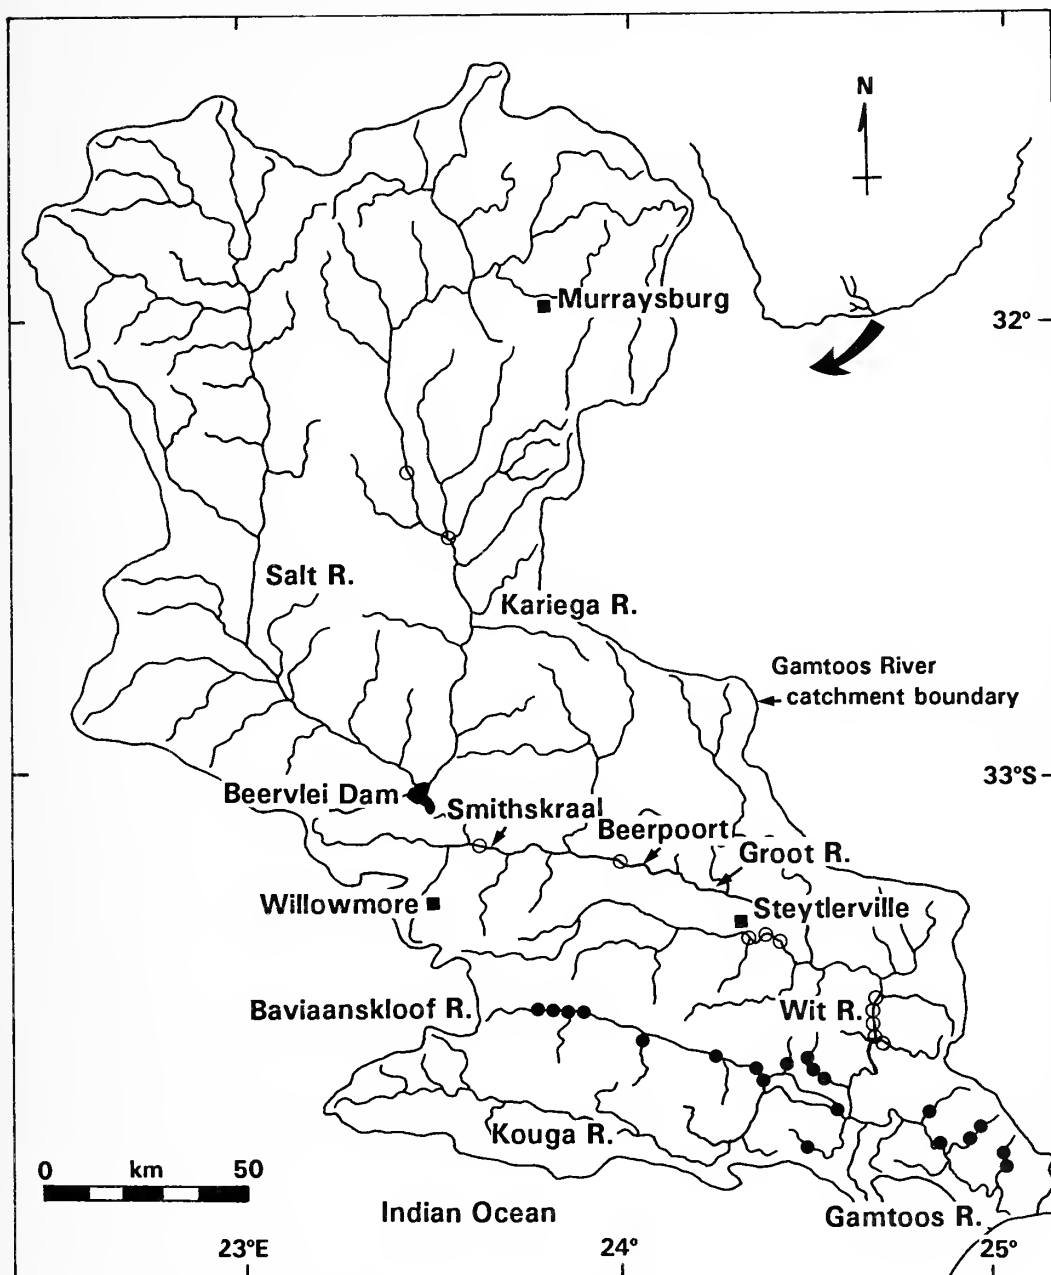 N
Murraysburg
32°
Salt R.
Kariega R.
Gamtoos River
catchment boundary
33°S
Beervlei Dam
Smithskraal
Beerpoort
Groot R.
Willowmore
Steytlerville
Baviaanskloof R.
Wit R.
Kouga R.
0 km 50
Indian Ocean
Gamtoos R.
23°E
24°
25°